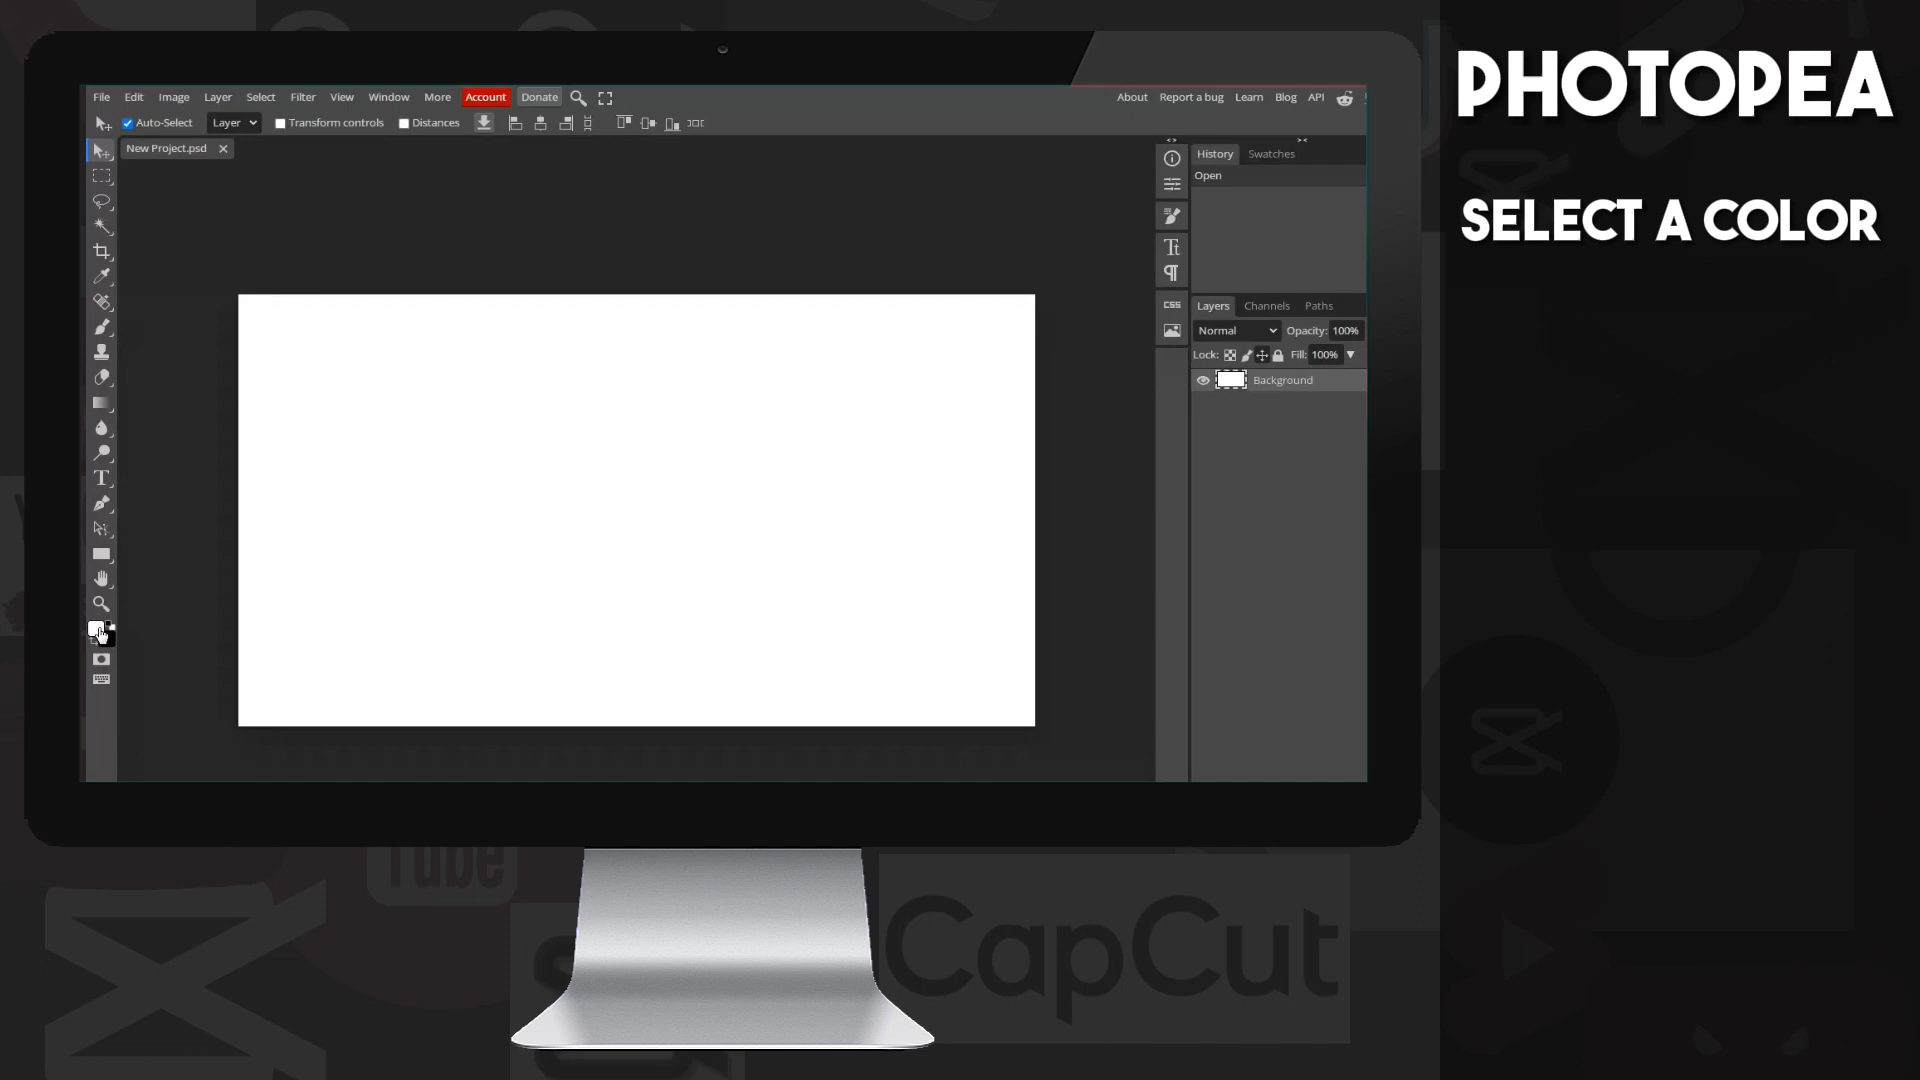 PHOTOPEA
SELECT A COLOR
File Edit Image Layer Select Filter View Window More Account Donate
About Report a bug Learn Blog API
Auto-Select Layer Transform controls Distances
New Project.psd
History Swatches
Open
CSS
Layers Channels Paths
Normal Opacity: 100%
Lock: Fill: 100%
Background
T
Tube
CapCut